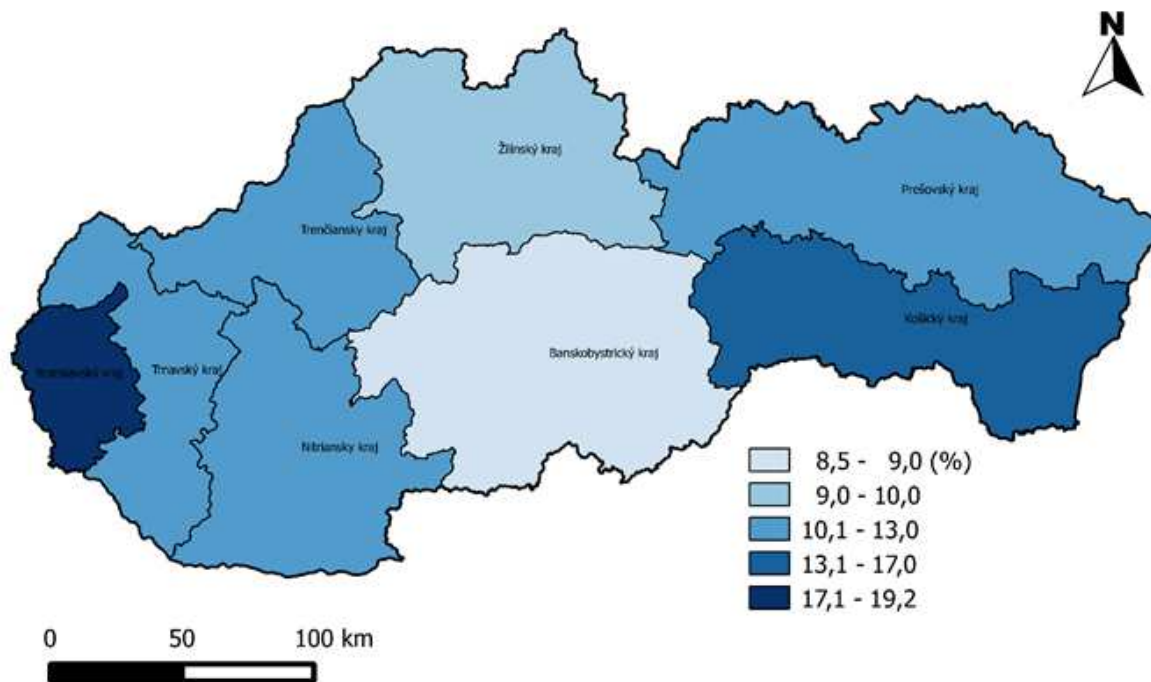 N
Žilinský kraj
Prešovský kraj
Trenčiansky kraj
Košický kraj
Banskobystrický kraj
Bratislavský kraj
Trnavský kraj
Nitriansky kraj
8,5 - 9,0 (%)
9,0 - 10,0
10,1 - 13,0
13,1 - 17,0
17,1 - 19,2
0 50 100 km